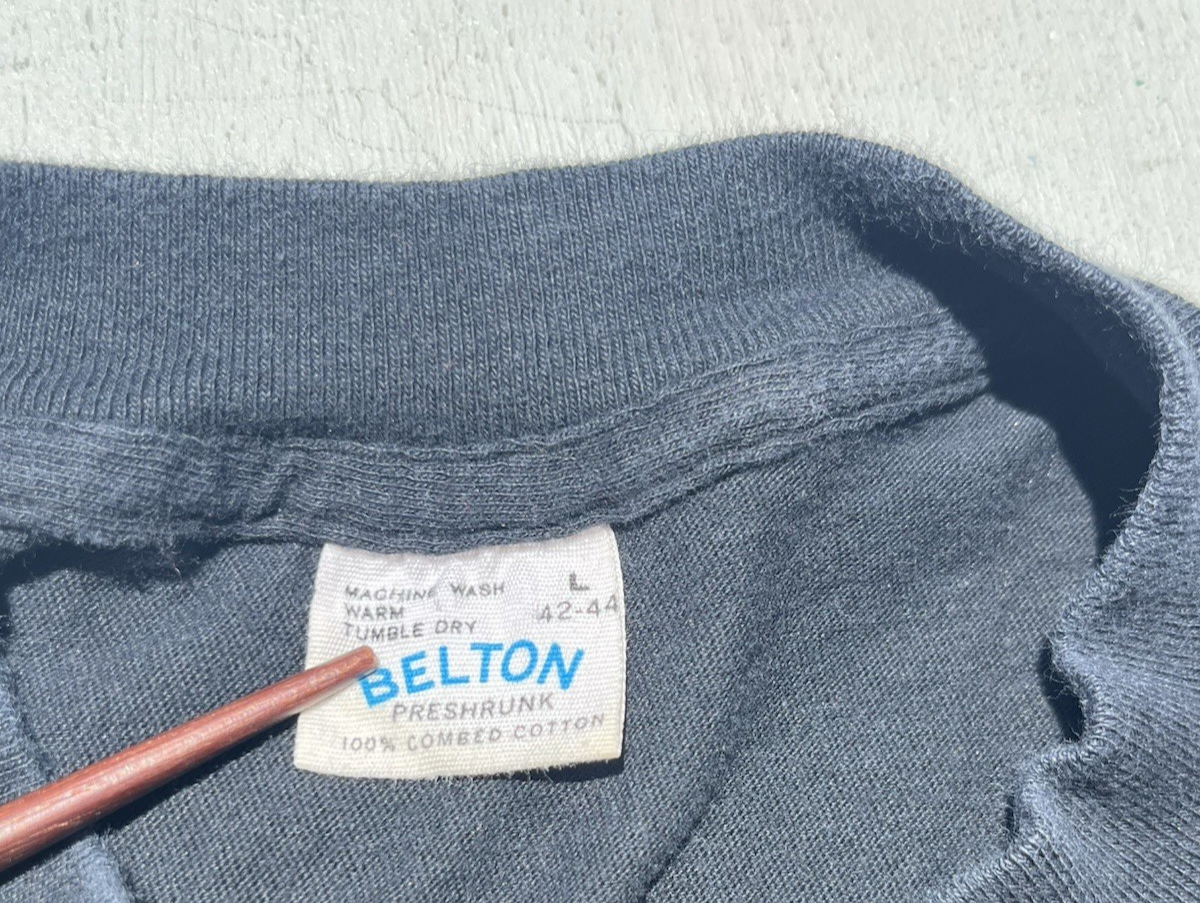 MACHINE WASH
WARM
TUMBLE DRY
L
42-44
BELTON
PRESHRUNK
100% COMBED COTTON